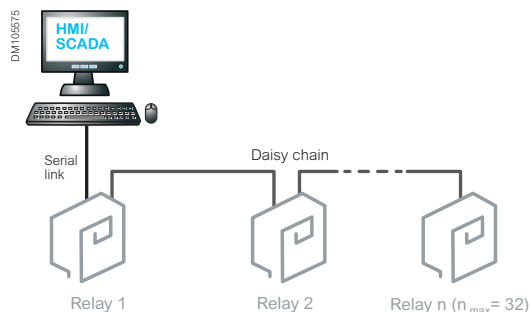 DM105575
HMI/
SCADA
Serial
link
Daisy chain
Relay 1
Relay 2
Relay n (n max= 32)